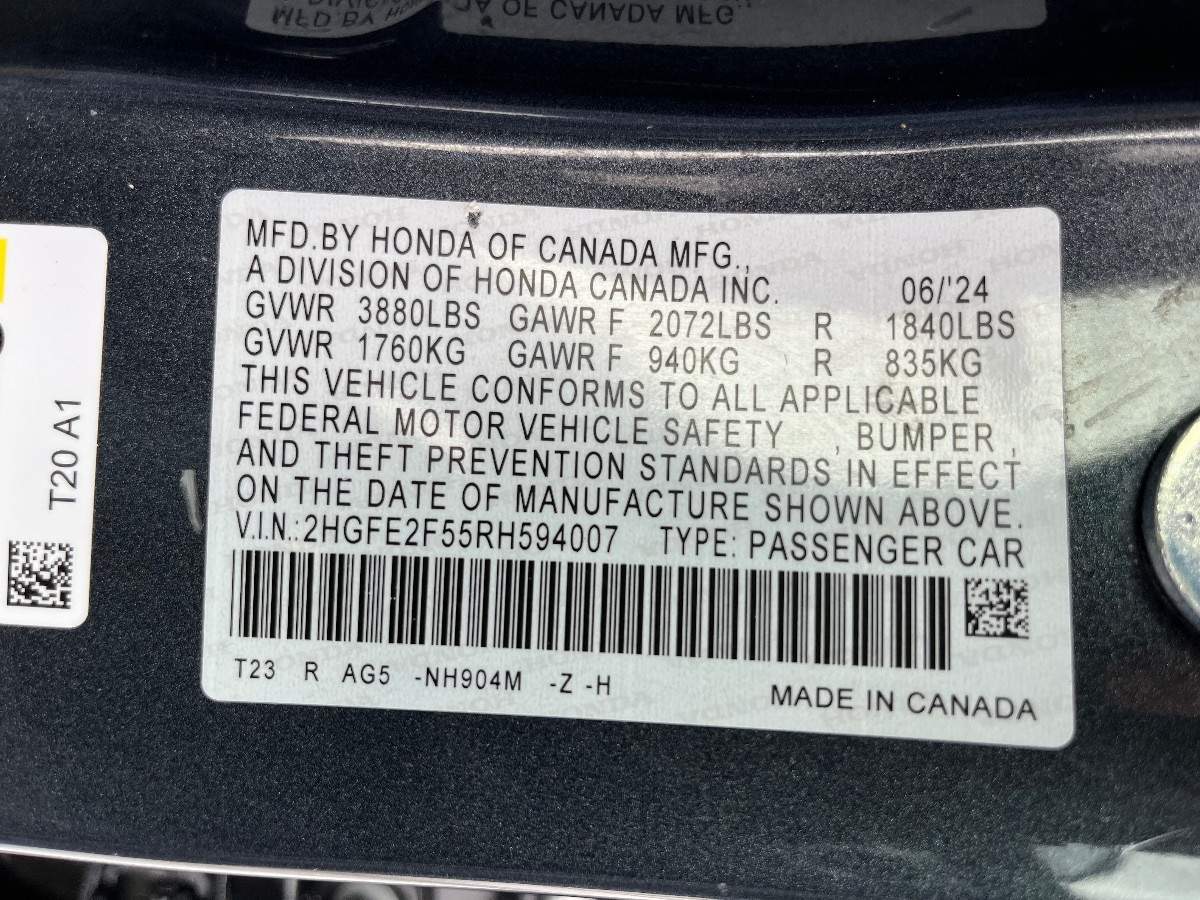 MFD.BY HONDA OF CANADA MFG.,
A DIVISION OF HONDA CANADA INC. 06/'24
GVWR 3880LBS GAWR F 2072LBS R 1840LBS
GVWR 1760KG GAWR F 940KG R 835KG
THIS VEHICLE CONFORMS TO ALL APPLICABLE
FEDERAL MOTOR VEHICLE SAFETY , BUMPER ,
AND THEFT PREVENTION STANDARDS IN EFFECT
ON THE DATE OF MANUFACTURE SHOWN ABOVE.
V.I.N.:2HGFE2F55RH594007 TYPE: PASSENGER CAR
T23 R AG5 -NH904M -Z -H
MADE IN CANADA
T20 A1